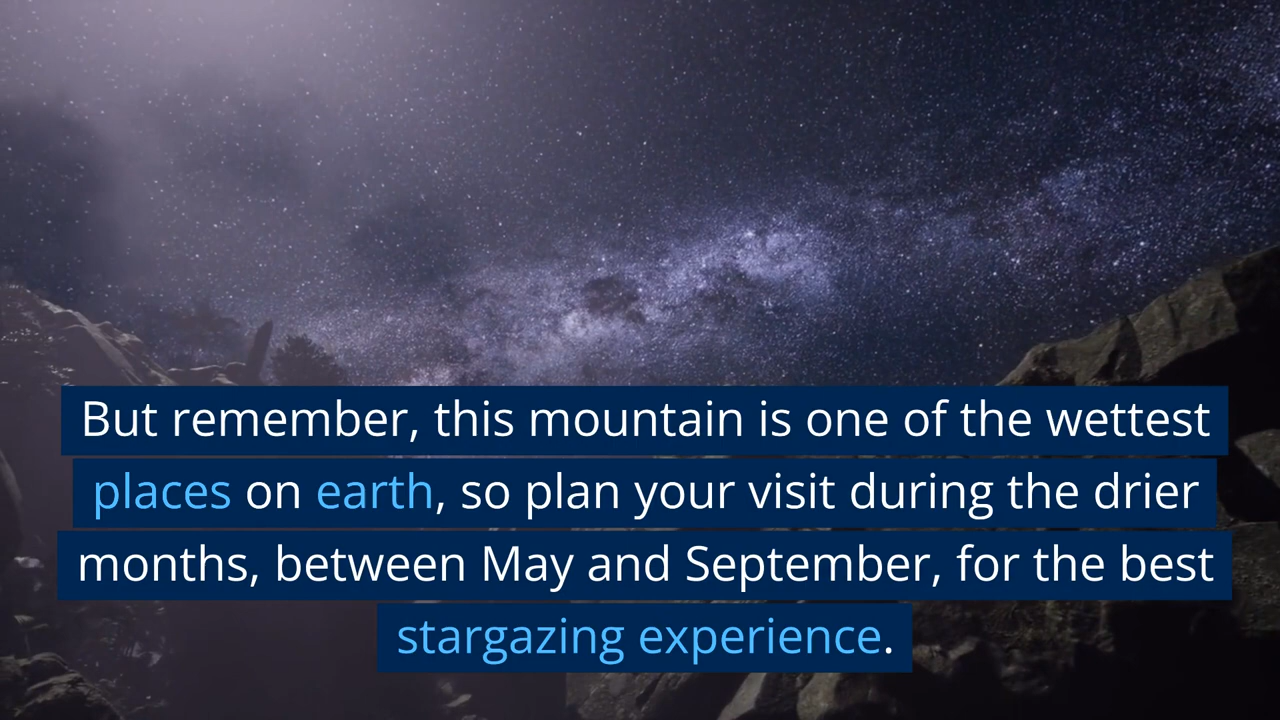 But remember, this mountain is one of the wettest
places on earth, so plan your visit during the drier
months, between May and September, for the best
stargazing experience.